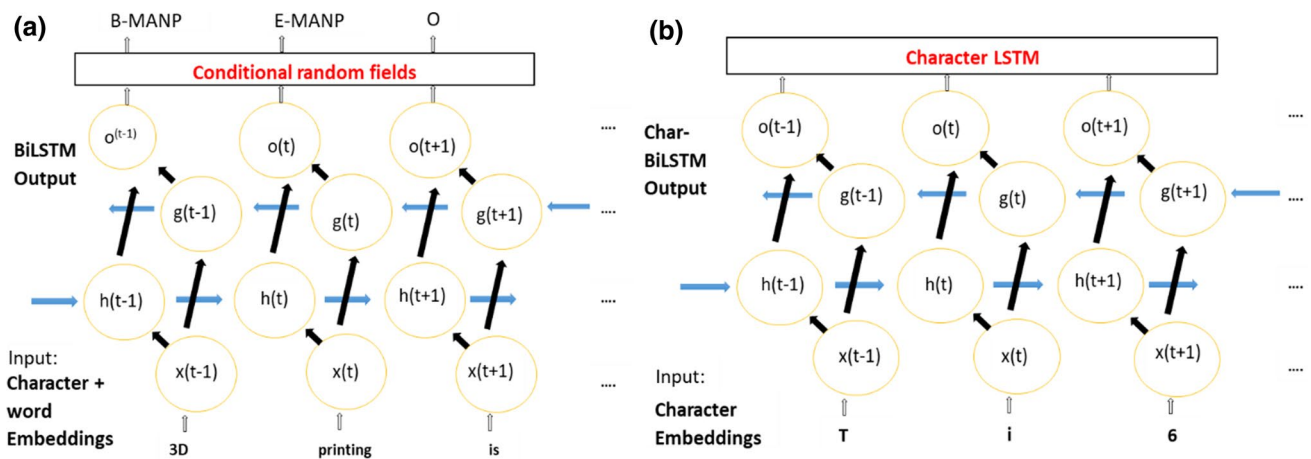 (a)
B-MANP E-MANP O
Conditional random fields
BiLSTM
Output
o(t-1) o(t) o(t+1) ....
g(t-1) g(t) g(t+1) ....
h(t-1) h(t) h(t+1) ....
Input:
Character +
word
Embeddings
x(t-1) x(t) x(t+1) ....
3D printing is
(b)
Character LSTM
Char-
BiLSTM
Output
o(t-1) o(t) o(t+1) ....
g(t-1) g(t) g(t+1) ....
h(t-1) h(t) h(t+1) ....
Input:
Character
Embeddings
x(t-1) x(t) x(t+1) ....
T i 6